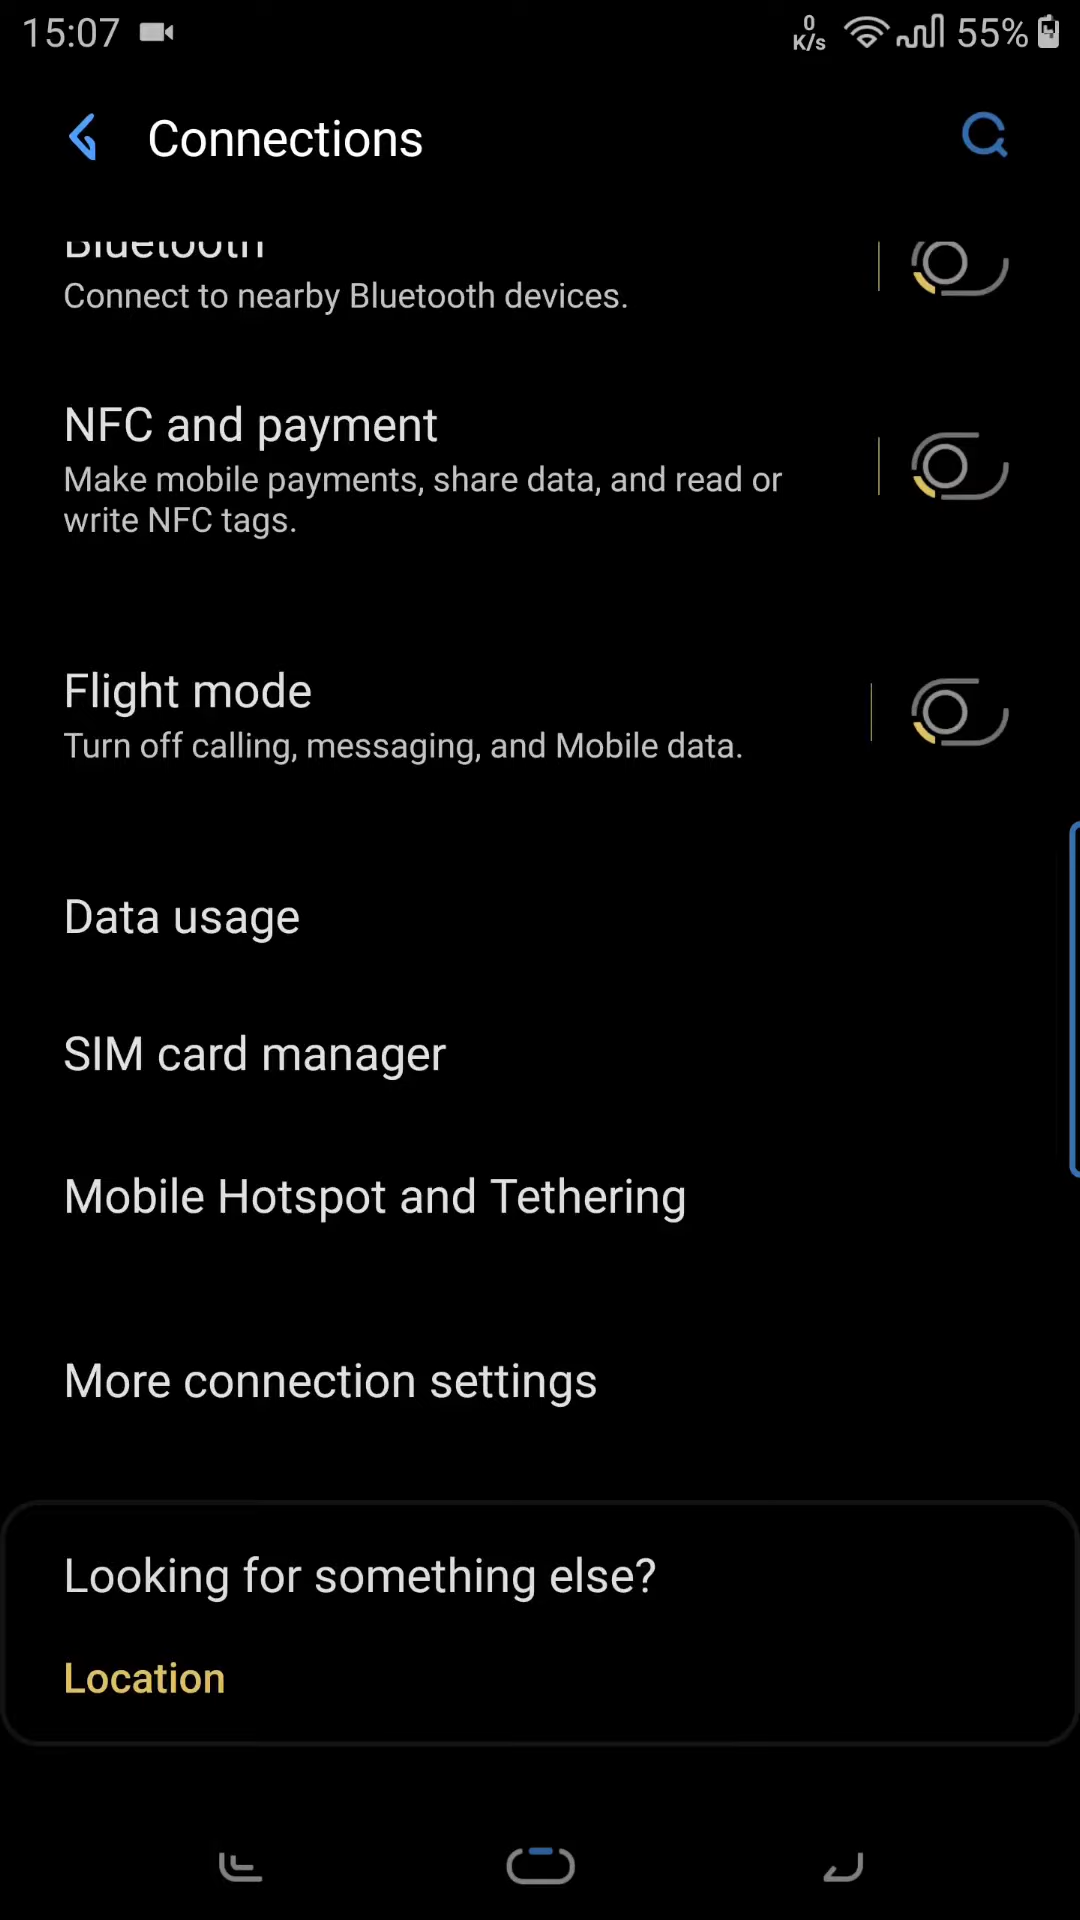 15:07
0
K/s
55%
Connections
Bluetooth
Connect to nearby Bluetooth devices.
NFC and payment
Make mobile payments, share data, and read or
write NFC tags.
Flight mode
Turn off calling, messaging, and Mobile data.
Data usage
SIM card manager
Mobile Hotspot and Tethering
More connection settings
Looking for something else?
Location